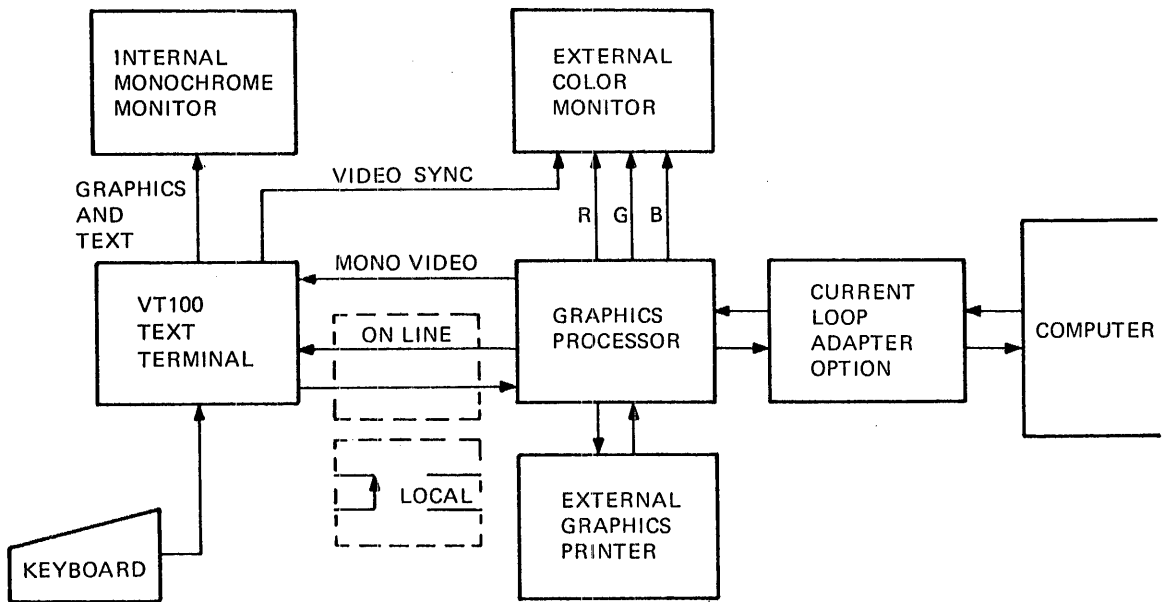 INTERNAL
MONOCHROME
MONITOR
EXTERNAL
COLOR
MONITOR
GRAPHICS
AND
TEXT
VIDEO SYNC
R G B
MONO VIDEO
VT100
TEXT
TERMINAL
ON LINE
GRAPHICS
PROCESSOR
CURRENT
LOOP
ADAPTER
OPTION
COMPUTER
LOCAL
EXTERNAL
GRAPHICS
PRINTER
KEYBOARD